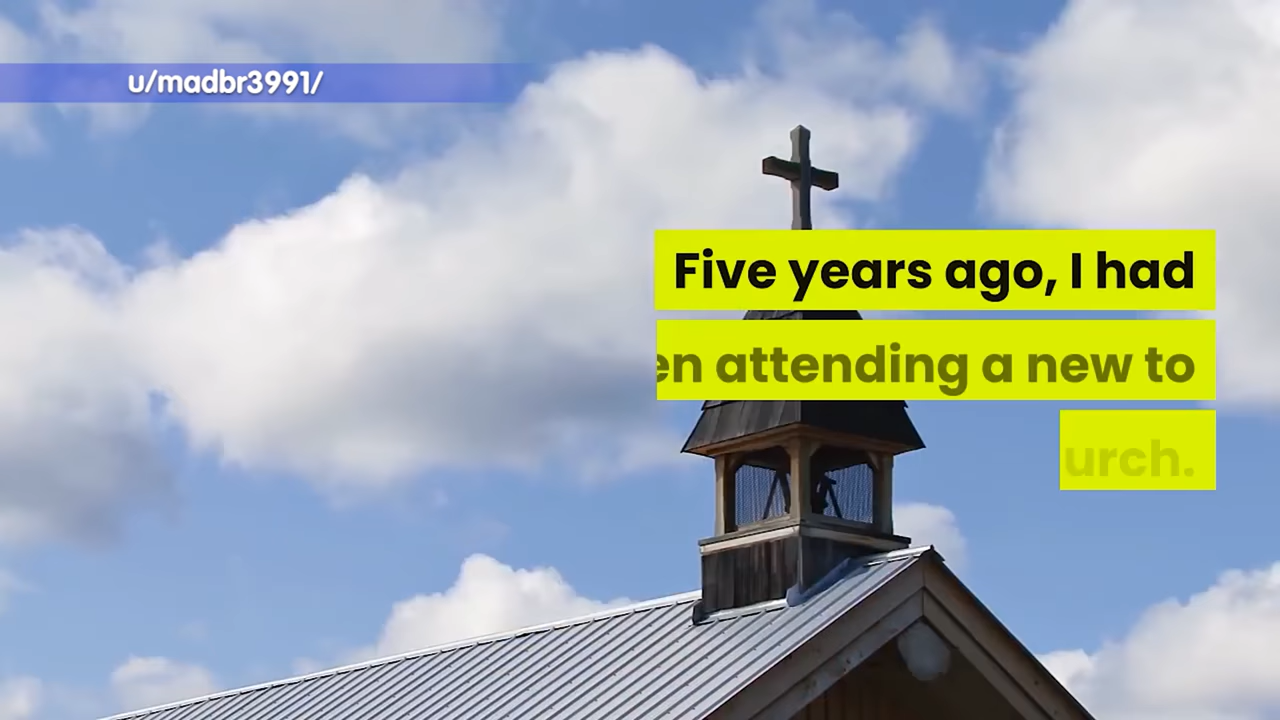 u/madbr3991/
Five years ago, I had
en attending a new to
urch.